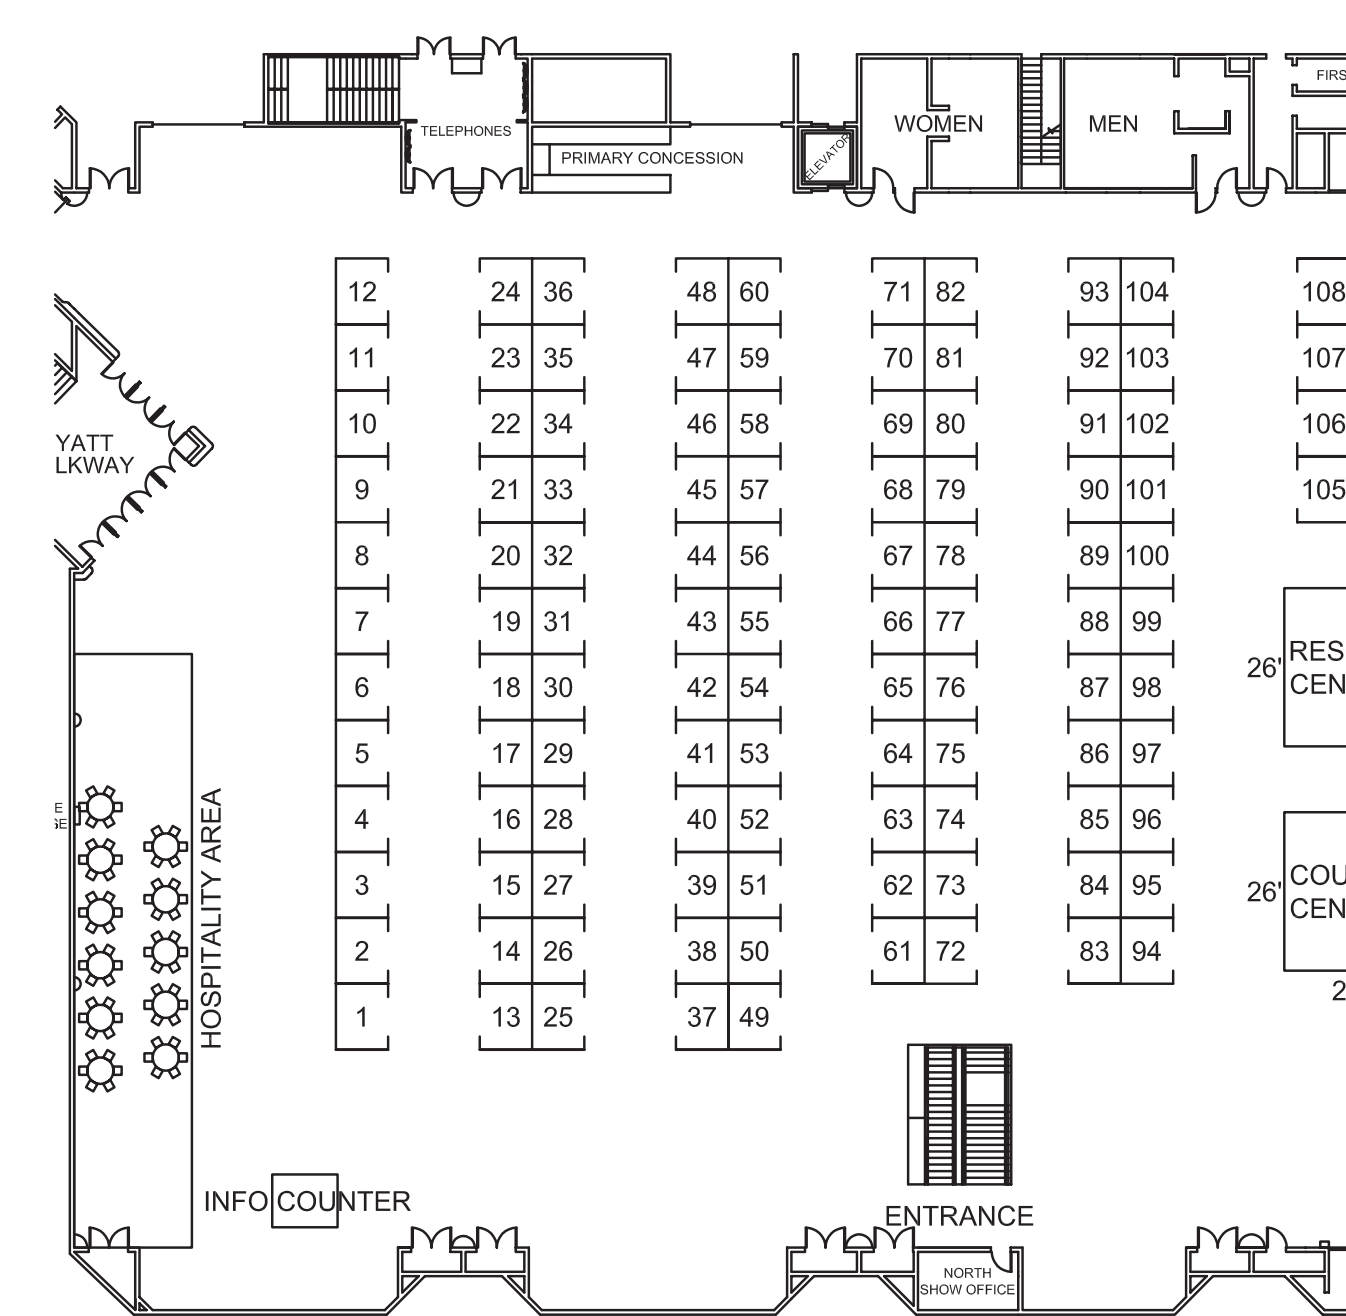 FIRS
TELEPHONES
WOMEN
MEN
PRIMARY CONCESSION
ELEVATOR
12 24 36 48 60 71 82 93 104 108
11 23 35 47 59 70 81 92 103 107
10 22 34 46 58 69 80 91 102 106
YATT
LKWAY
9 21 33 45 57 68 79 90 101 105
8 20 32 44 56 67 78 89 100
7 19 31 43 55 66 77 88 99
RES
26'
CEN
6 18 30 42 54 65 76 87 98
5 17 29 41 53 64 75 86 97
E
GE
4 16 28 40 52 63 74 85 96
HOSPITALITY AREA
3 15 27 39 51 62 73 84 95
COU
26'
CEN
2 14 26 38 50 61 72 83 94
2
1 13 25 37 49
INFO COUNTER
ENTRANCE
NORTH
SHOW OFFICE